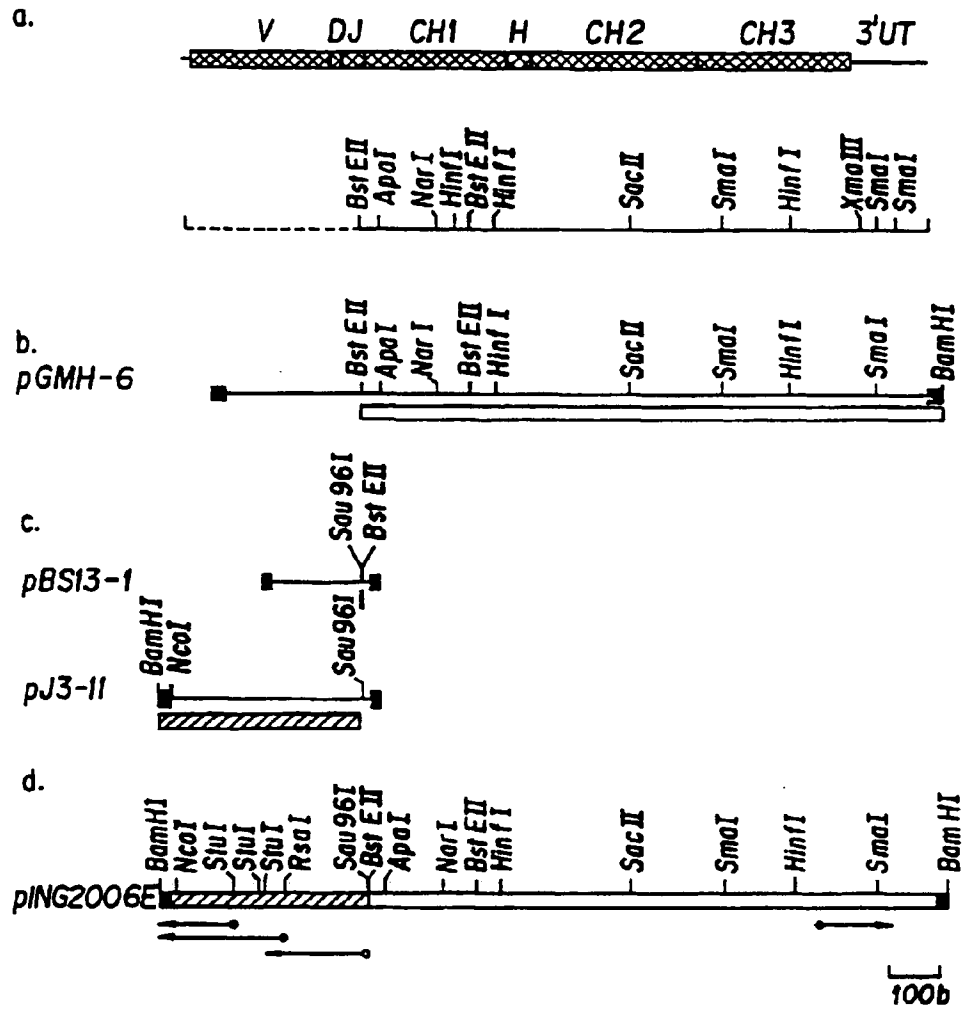 a.
V DJ CH1 H CH2 CH3 3'UT
BstEII ApaI NarI HinfI BstEII HinfI SacII SmaI HinfI XmaIII SmaI SmaI
b.
pGMH-6
BstEII ApaI NarI BstEII HinfI SacII SmaI HinfI SmaI BamHI
c.
Sau96I BstEII
pBS13-1
BamHI NcoI Sau96I
pJ3-11
d.
BamHI NcoI StuI StuI StuI RsaI Sau96I BstEII ApaI NarI BstEII HinfI SacII SmaI HinfI SmaI BamHI
pING2006E
100b